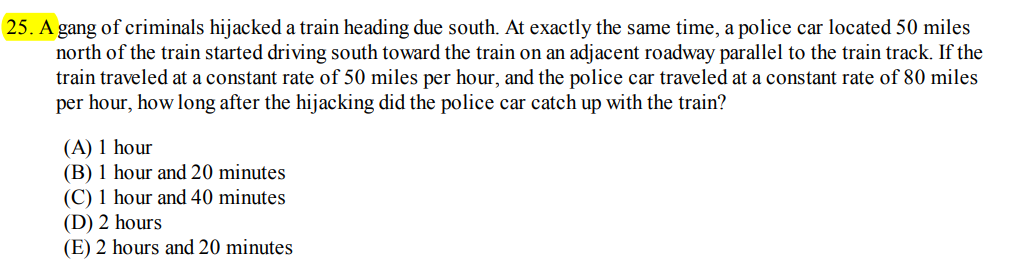 25. A gang of criminals hijacked a train heading due south. At exactly the same time, a police car located 50 miles
north of the train started driving south toward the train on an adjacent roadway parallel to the train track. If the
train traveled at a constant rate of 50 miles per hour, and the police car traveled at a constant rate of 80 miles
per hour, how long after the hijacking did the police car catch up with the train?
(A) 1 hour
(B) 1 hour and 20 minutes
(C) 1 hour and 40 minutes
(D) 2 hours
(E) 2 hours and 20 minutes